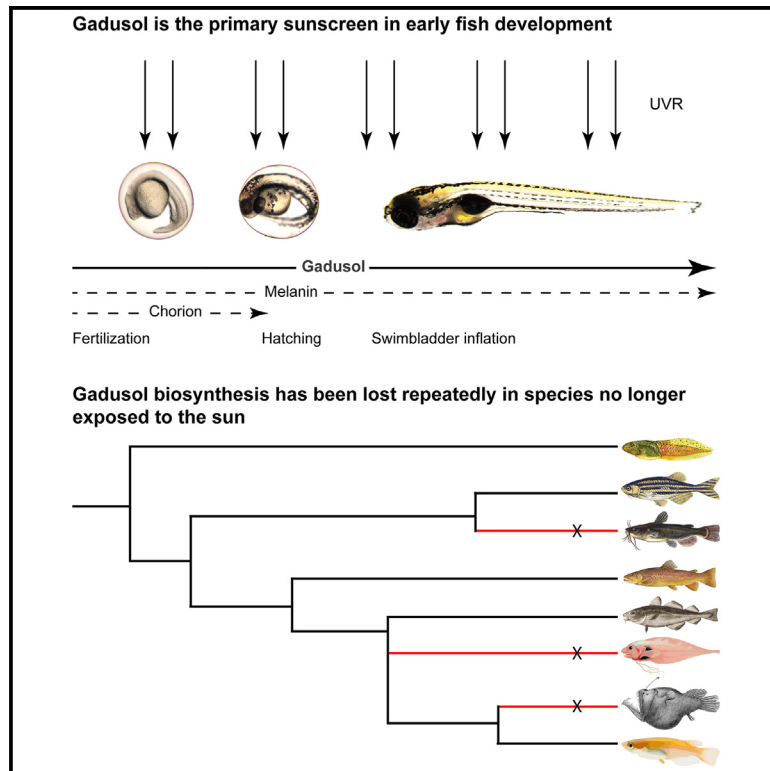 Gadusol is the primary sunscreen in early fish development
UVR
Gadusol
Melanin
Chorion
Fertilization Hatching Swimbladder inflation
Gadusol biosynthesis has been lost repeatedly in species no longer
exposed to the sun
X
X
X